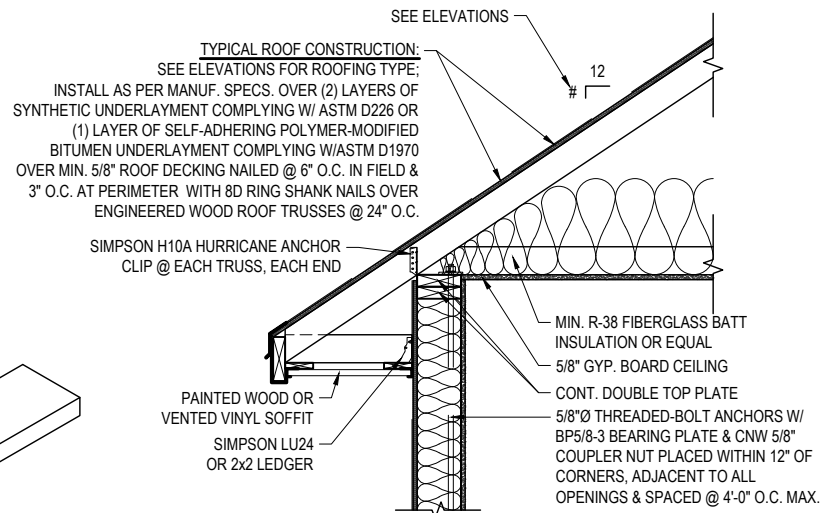 SEE ELEVATIONS
TYPICAL ROOF CONSTRUCTION:
SEE ELEVATIONS FOR ROOFING TYPE;
INSTALL AS PER MANUF. SPECS. OVER (2) LAYERS OF
SYNTHETIC UNDERLAYMENT COMPLYING W/ ASTM D226 OR
(1) LAYER OF SELF-ADHERING POLYMER-MODIFIED
BITUMEN UNDERLAYMENT COMPLYING W/ASTM D1970
OVER MIN. 5/8" ROOF DECKING NAILED @ 6" O.C. IN FIELD &
3" O.C. AT PERIMETER WITH 8D RING SHANK NAILS OVER
ENGINEERED WOOD ROOF TRUSSES @ 24" O.C.
12
#
SIMPSON H10A HURRICANE ANCHOR
CLIP @ EACH TRUSS, EACH END
PAINTED WOOD OR
VENTED VINYL SOFFIT
SIMPSON LU24
OR 2x2 LEDGER
MIN. R-38 FIBERGLASS BATT
INSULATION OR EQUAL
5/8" GYP. BOARD CEILING
CONT. DOUBLE TOP PLATE
5/8"Ø THREADED-BOLT ANCHORS W/
BP5/8-3 BEARING PLATE & CNW 5/8"
COUPLER NUT PLACED WITHIN 12" OF
CORNERS, ADJACENT TO ALL
OPENINGS & SPACED @ 4'-0" O.C. MAX.